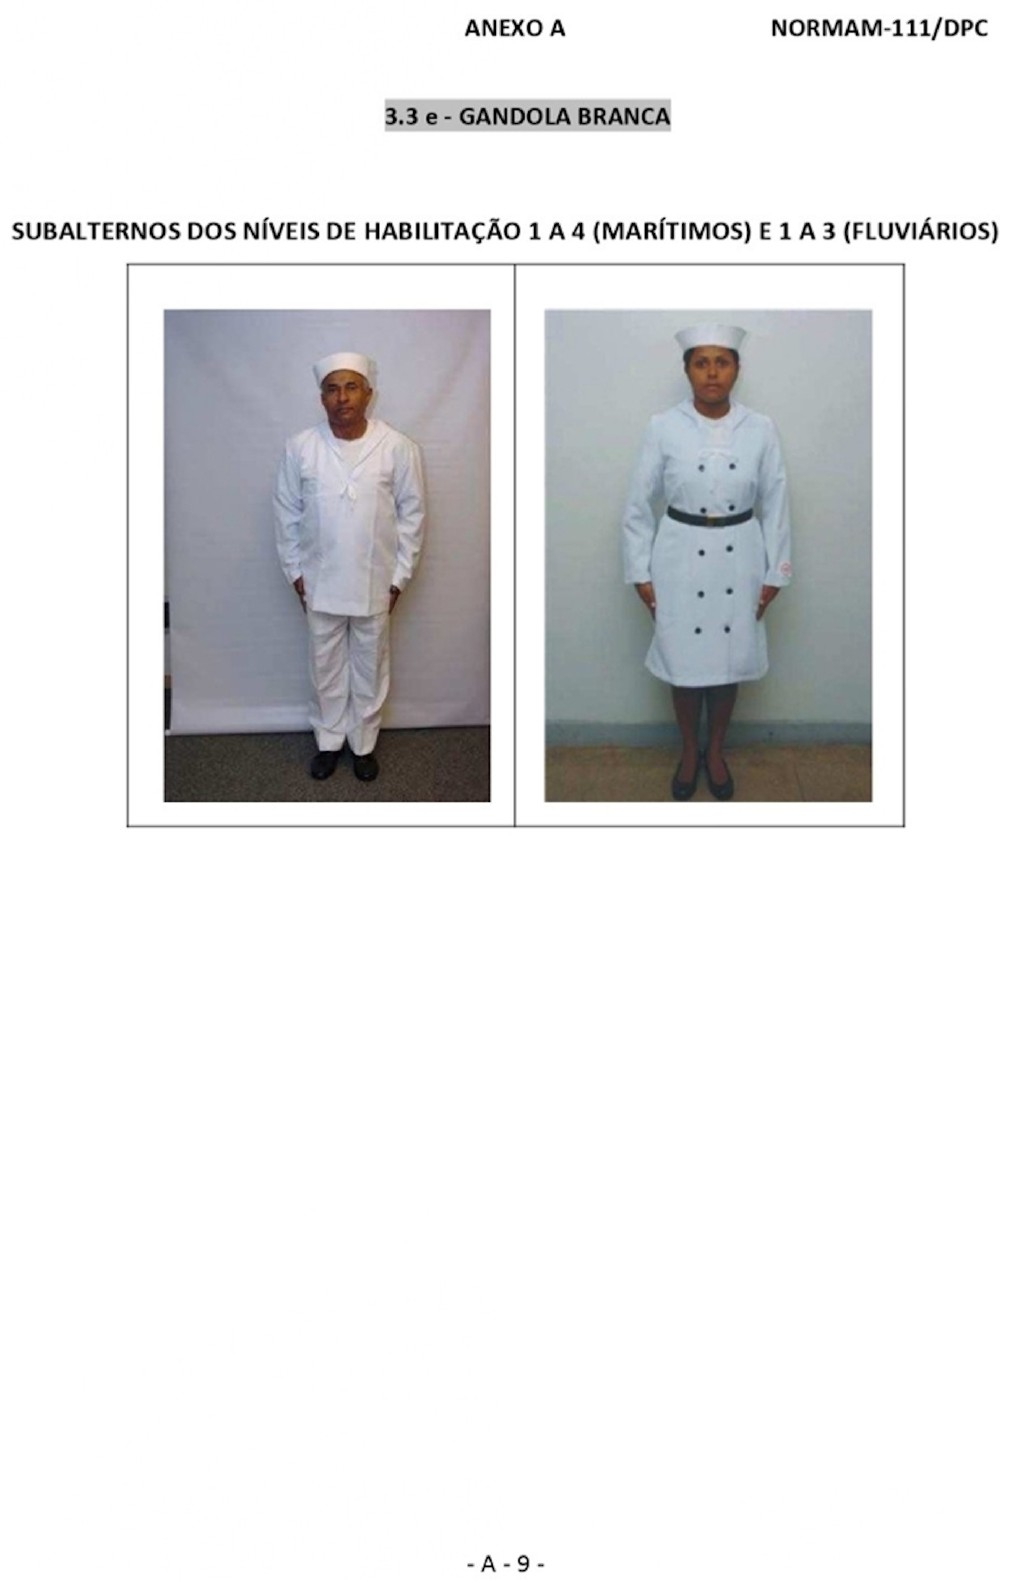 ANEXO A NORMAM-111/DPC
3.3 e - GANDOLA BRANCA
SUBALTERNOS DOS NÍVEIS DE HABILITAÇÃO 1 A 4 (MARÍTIMOS) E 1 A 3 (FLUVIÁRIOS)
- A - 9 -